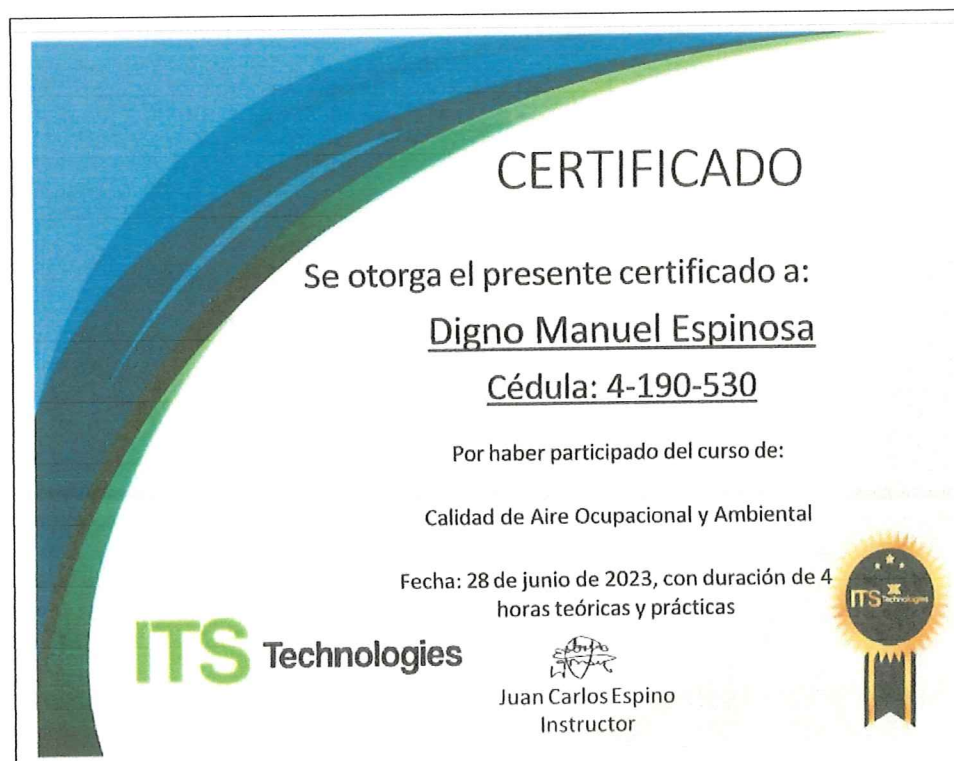 CERTIFICADO
Se otorga el presente certificado a:
Digno Manuel Espinosa
Cédula: 4-190-530
Por haber participado del curso de:
Calidad de Aire Ocupacional y Ambiental
Fecha: 28 de junio de 2023, con duración de 4
horas teóricas y prácticas
ITS Technologies
ITS Technologies
Juan Carlos Espino
Instructor